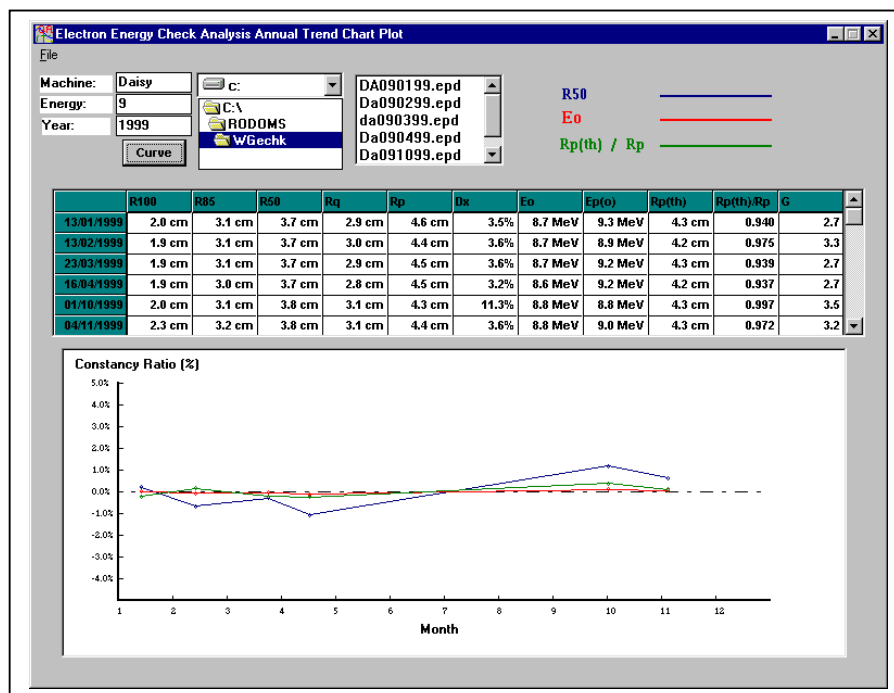 Electron Energy Check Analysis Annual Trend Chart Plot
File
Machine: Daisy
Energy: 9
Year: 1999
Curve
c:
C:\
RODOMS
WGechk
DA090199.epd
Da090299.epd
da090399.epd
Da090499.epd
Da091099.epd
R50
Eo
Rp(th) / Rp
R100 R85 R50 Rq Rp Dx Eo Ep(o) Rp(th) Rp(th)/Rp G
13/01/1999 2.0 cm 3.1 cm 3.7 cm 2.9 cm 4.6 cm 3.5% 8.7 MeV 9.3 MeV 4.3 cm 0.940 2.7
13/02/1999 1.9 cm 3.1 cm 3.7 cm 3.0 cm 4.4 cm 3.6% 8.7 MeV 8.9 MeV 4.2 cm 0.975 3.3
23/03/1999 1.9 cm 3.1 cm 3.7 cm 2.9 cm 4.5 cm 3.6% 8.7 MeV 9.2 MeV 4.3 cm 0.939 2.7
16/04/1999 1.9 cm 3.0 cm 3.7 cm 2.8 cm 4.5 cm 3.2% 8.6 MeV 9.2 MeV 4.2 cm 0.937 2.7
01/10/1999 2.0 cm 3.1 cm 3.8 cm 3.1 cm 4.3 cm 11.3% 8.8 MeV 8.8 MeV 4.3 cm 0.997 3.5
04/11/1999 2.3 cm 3.2 cm 3.8 cm 3.1 cm 4.4 cm 3.6% 8.8 MeV 9.0 MeV 4.3 cm 0.972 3.2
Constancy Ratio (%)
5.0%
4.0%
3.0%
2.0%
1.0%
0.0%
-1.0%
-2.0%
-3.0%
-4.0%
1 2 3 4 5 6 7 8 9 10 11 12
Month